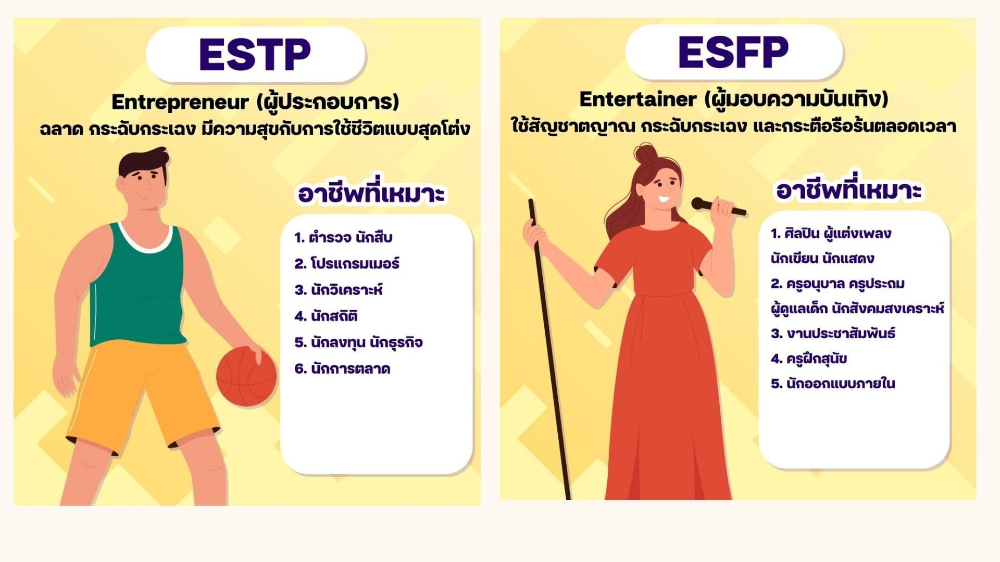 ESTP
Entrepreneur (ผู้ประกอบการ)
ฉลาด กระฉับกระเฉง มีความสุขกับการใช้ชีวิตแบบสุดโต่ง
อาชีพที่เหมาะ
1. ตำรวจ นักสืบ
2. โปรแกรมเมอร์
3. นักวิเคราะห์
4. นักสถิติ
5. นักลงทุน นักธุรกิจ
6. นักการตลาด
ESFP
Entertainer (ผู้มอบความบันเทิง)
ใช้สัญชาตญาณ กระฉับกระเฉง และกระตือรือร้นตลอดเวลา
อาชีพที่เหมาะ
1. ศิลปิน ผู้แต่งเพลง
นักเขียน นักแสดง
2. ครูอนุบาล ครูประถม
ผู้ดูแลเด็ก นักสังคมสงเคราะห์
3. งานประชาสัมพันธ์
4. ครูฝึกสุนัข
5. นักออกแบบภายใน